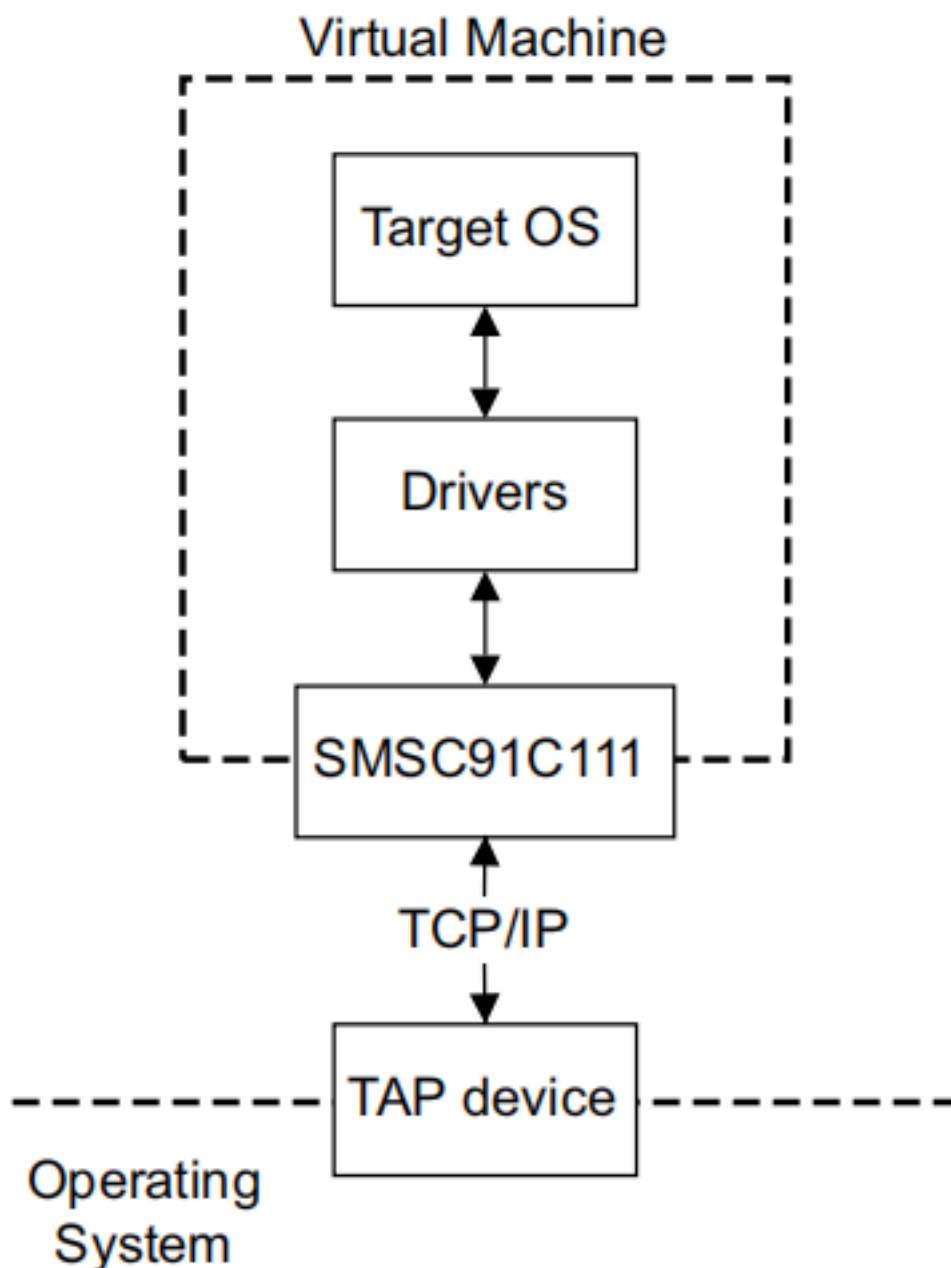 Virtual Machine
Target OS
Drivers
SMSC91C111
TCP/IP
TAP device
Operating
System